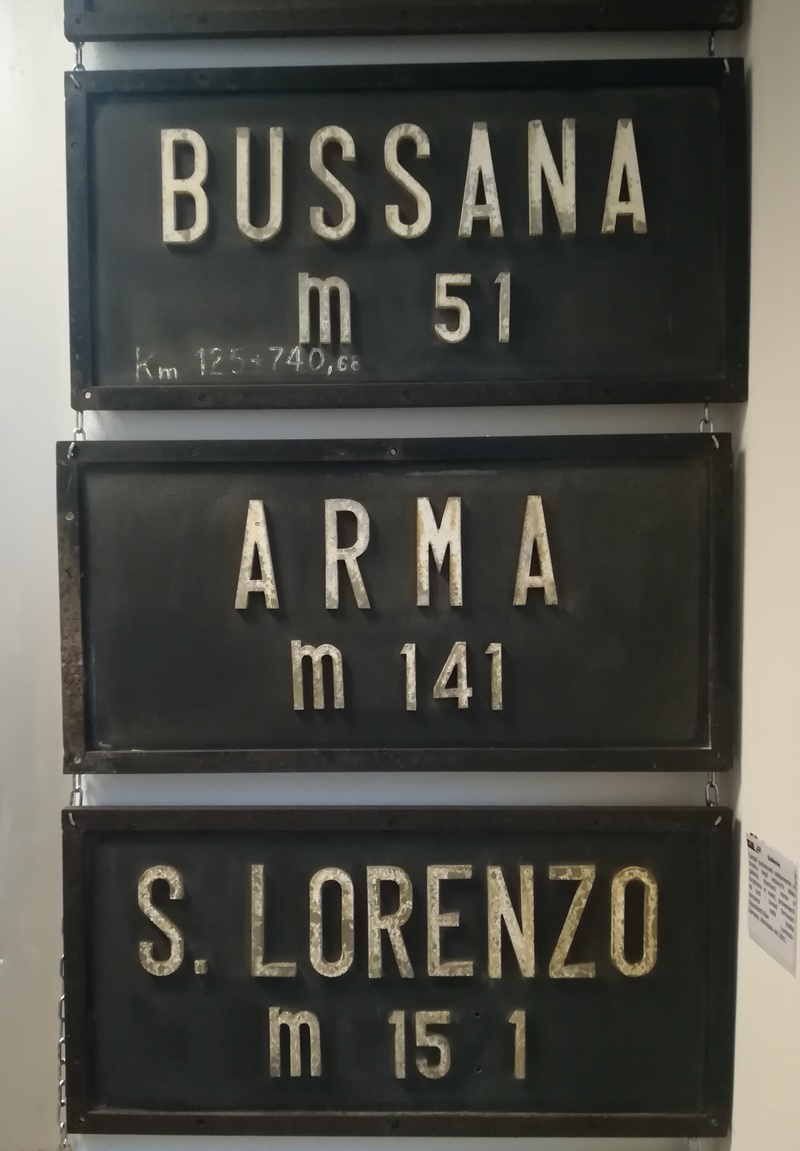 BUSSANA
m 51
Km 125+740,68
ARMA
m 141
S. LORENZO
m 15 1